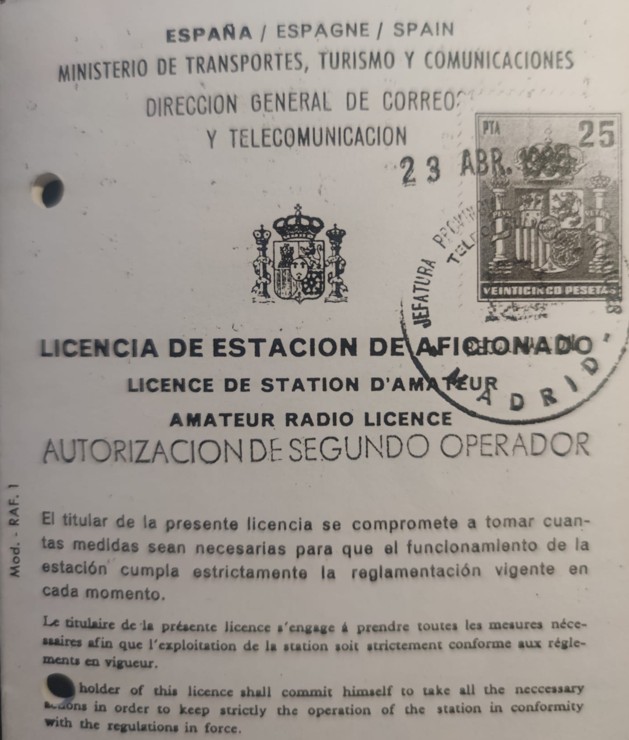 ESPAÑA / ESPAGNE / SPAIN
MINISTERIO DE TRANSPORTES, TURISMO Y COMUNICACIONES
DIRECCION GENERAL DE CORREOS
Y TELECOMUNICACION
PTA 25
23 ABR.
VEINTICINCO PESETAS
JEFATURA
MADRID
LICENCIA DE ESTACION DE AFICIONADO
LICENCE DE STATION D'AMATEUR
AMATEUR RADIO LICENCE
AUTORIZACION DE SEGUNDO OPERADOR
Mod. - RAF. 1
El titular de la presente licencia se compromete a tomar cuan-
tas medidas sean necesarias para que el funcionamiento de la
estación cumpla estrictamente la reglamentación vigente en
cada momento.
Le titulaire de la présente licence s'engage á prendre toutes les mesures néce-
ssaires afin que l'exploitation de la station soit strictement conforme aux régle-
ments en vigueur.
holder of this licence shall commit himself to take all the neccessary
in order to keep strictly the operation of the station in conformity
with the regulations in force.